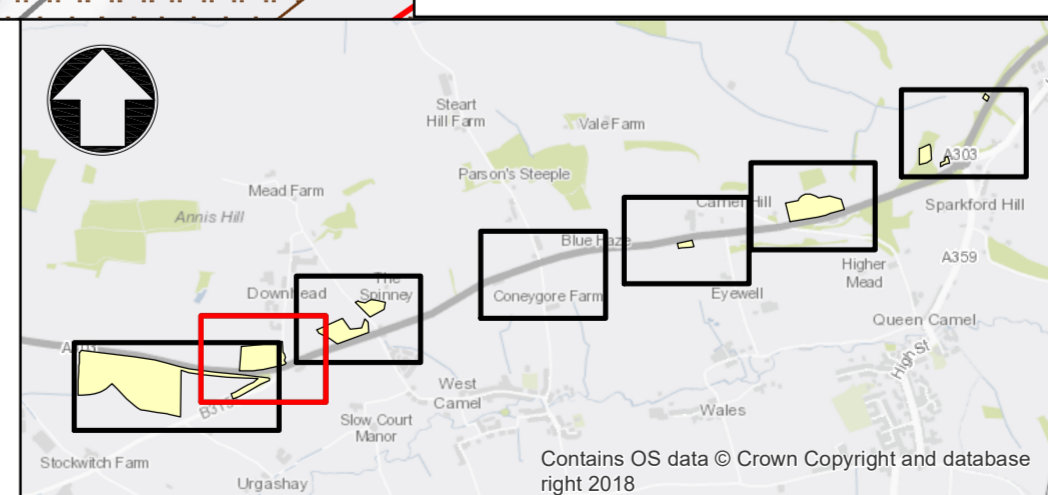 Steart
Hill Farm
Vale Farm
Parson's Steeple
A303
Mead Farm
Carnel Hill
Sparkford Hill
Annis Hill
Blue Haze
A359
The
Spinney
Higher
Mead
Downhead
Coneygore Farm
Eyewell
Queen Camel
A303
High St
West
Camel
Wales
Slow Court
Manor
Stockwitch Farm
Urgashay
Contains OS data © Crown Copyright and database
right 2018